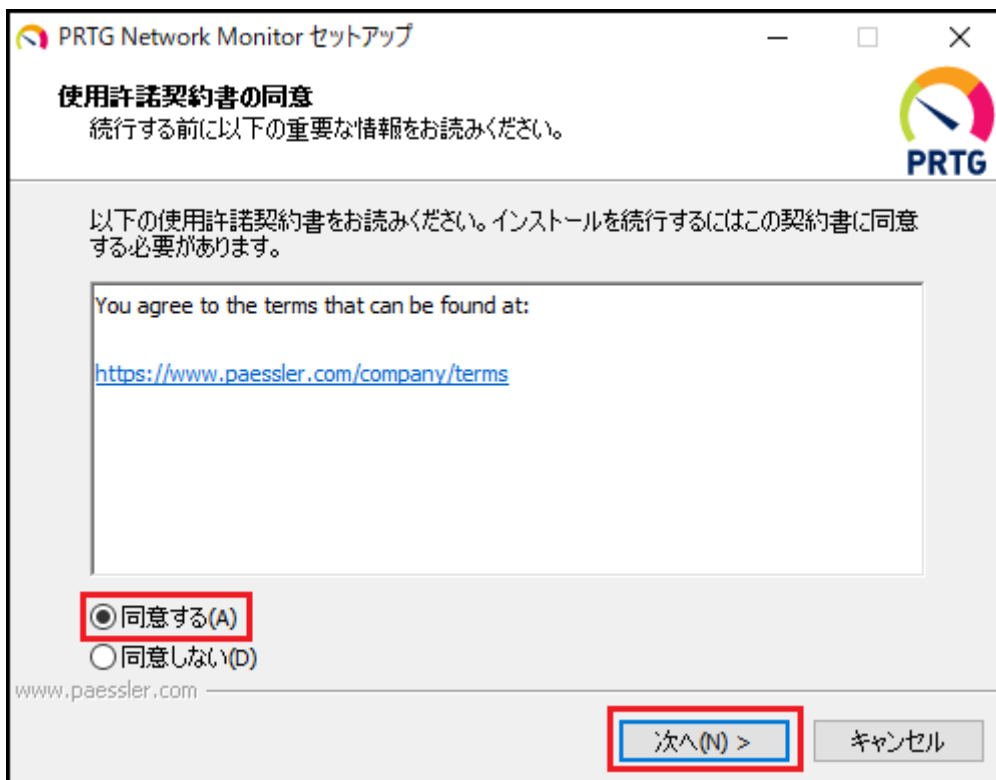 PRTG Network Monitor セットアップ
使用許諾契約書の同意
続行する前に以下の重要な情報をお読みください。
PRTG
以下の使用許諾契約書をお読みください。インストールを続行するにはこの契約書に同意
する必要があります。
You agree to the terms that can be found at:
https://www.paessler.com/company/terms
同意する(A)
同意しない(D)
www.paessler.com
次へ(N) >
キャンセル